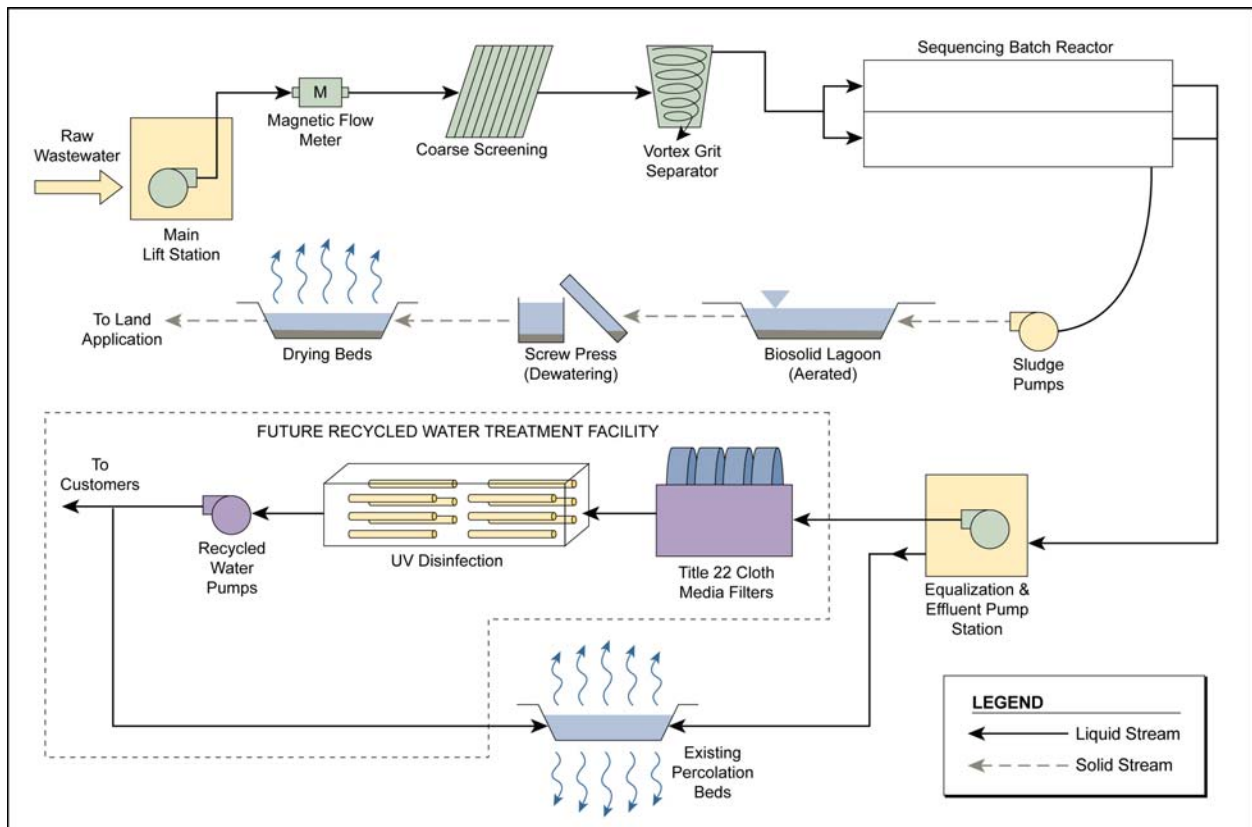 Sequencing Batch Reactor
M
Magnetic Flow
Meter
Raw
Wastewater
Coarse Screening
Vortex Grit
Separator
Main
Lift Station
To Land
Application
Drying Beds
Screw Press
(Dewatering)
Biosolid Lagoon
(Aerated)
Sludge
Pumps
FUTURE RECYCLED WATER TREATMENT FACILITY
To
Customers
Recycled
Water
Pumps
UV Disinfection
Title 22 Cloth
Media Filters
Equalization &
Effluent Pump
Station
Existing
Percolation
Beds
LEGEND
Liquid Stream
Solid Stream